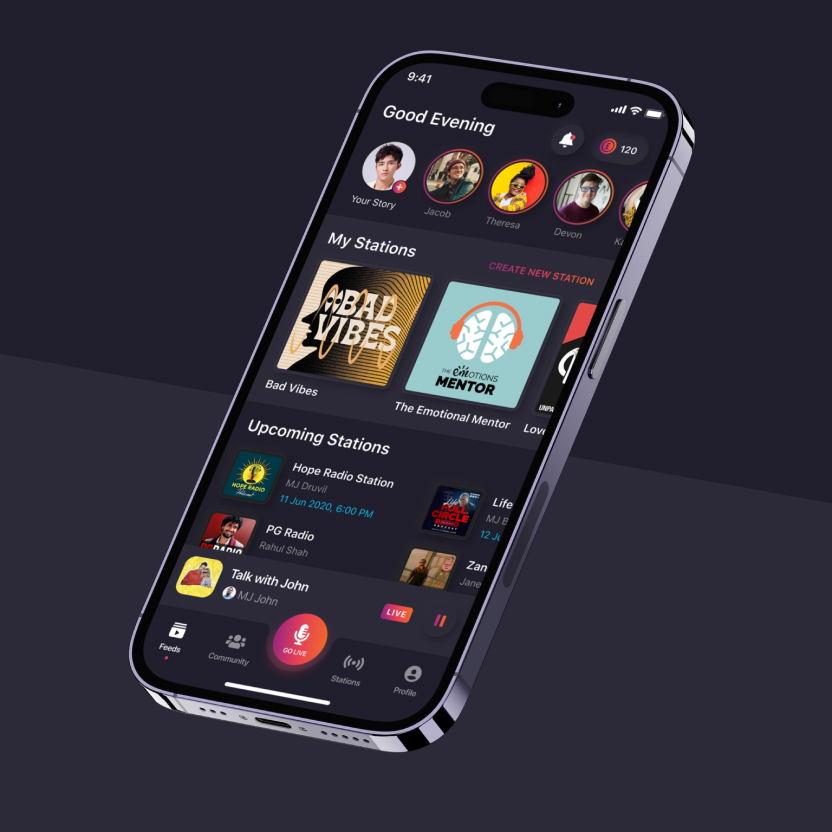 9:41
Good Evening
120
Your Story
Jacob
Theresa
Devon
My Stations
CREATE NEW STATION
BAD
VIBES
THE EMOTIONS
MENTOR
UNPA
Bad Vibes
The Emotional Mentor
Love
Upcoming Stations
HOPE RADIO
Hope Radio Station
MJ Druvil
11 Jun 2020, 6:00 PM
FULL
CIRCLE
Life
MJ B
PG RADIO
PG Radio
Rahul Shah
Zan
Jane
Talk with John
MJ John
LIVE
Feeds
Community
GO LIVE
Stations
Profile